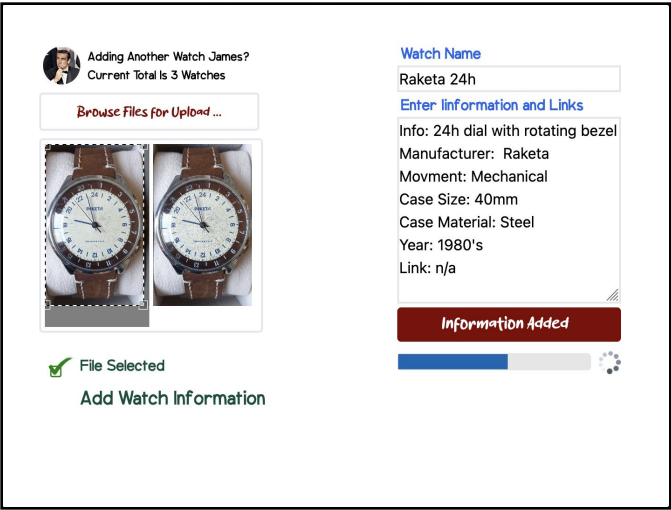 Adding Another Watch James?
Current Total Is 3 Watches
Browse Files for Upload ...
RAKETA
RAKETA
File Selected
Add Watch Information
Watch Name
Raketa 24h
Enter Iinformation and Links
Info: 24h dial with rotating bezel
Manufacturer:  Raketa
Movment: Mechanical
Case Size: 40mm
Case Material: Steel
Year: 1980's
Link: n/a
Information Added